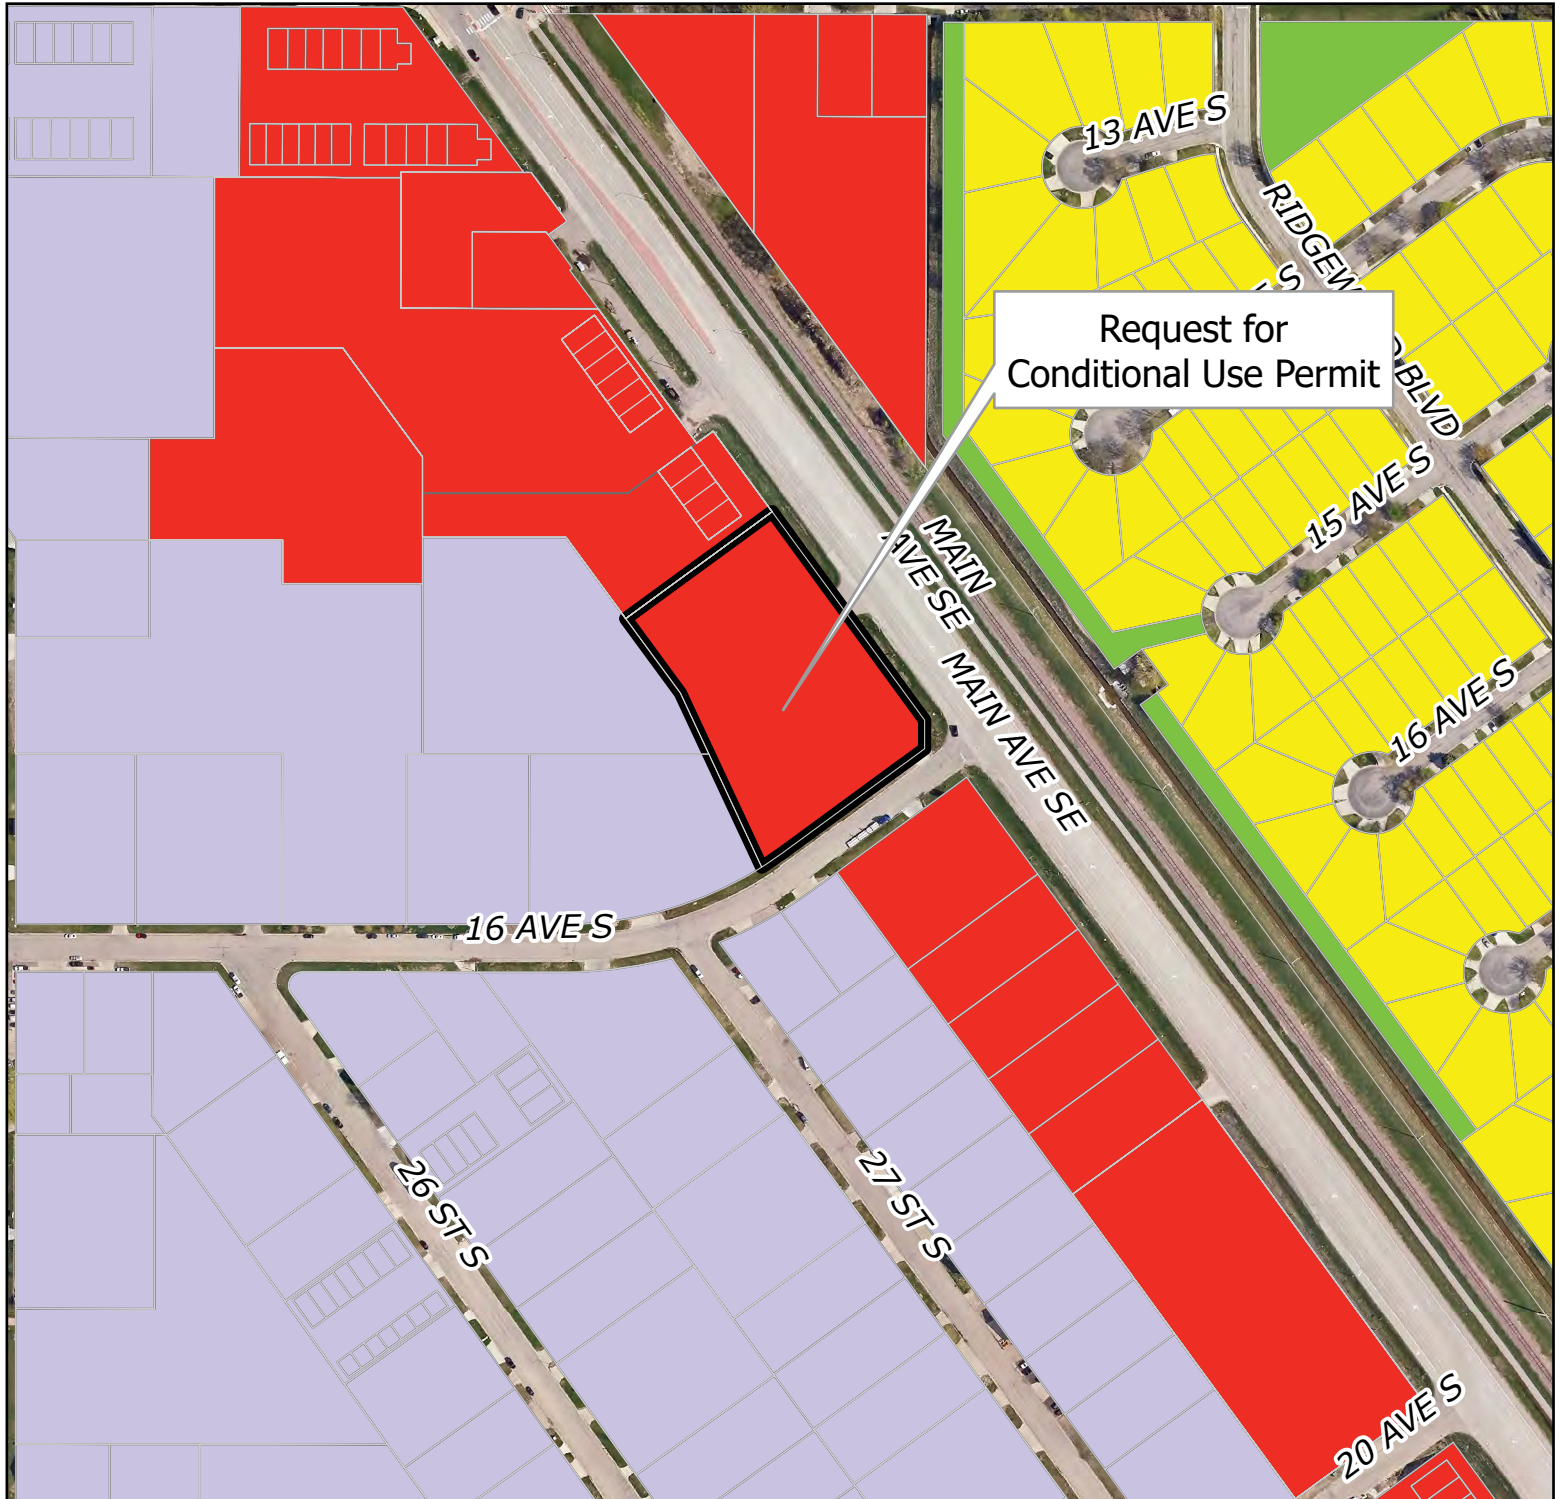 13 AVE S
S
Request for
Conditional Use Permit
BLVD
15 AVE S
MAIN
AVE SE
MAIN AVE SE
16 AVE S
16 AVE S
26 ST S
27 ST S
20 AVE S